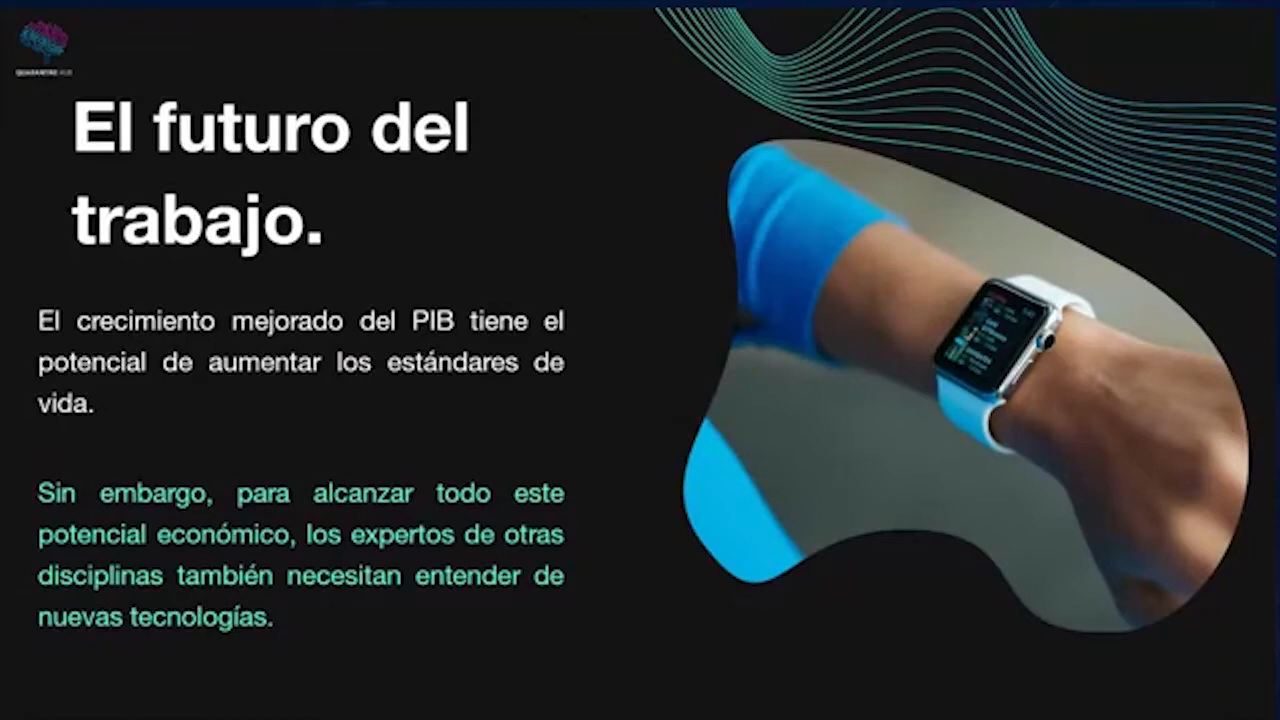 El futuro del
trabajo.
El crecimiento mejorado del PIB tiene el
potencial de aumentar los estándares de
vida.
Sin embargo, para alcanzar todo este
potencial económico, los expertos de otras
disciplinas también necesitan entender de
nuevas tecnologías.